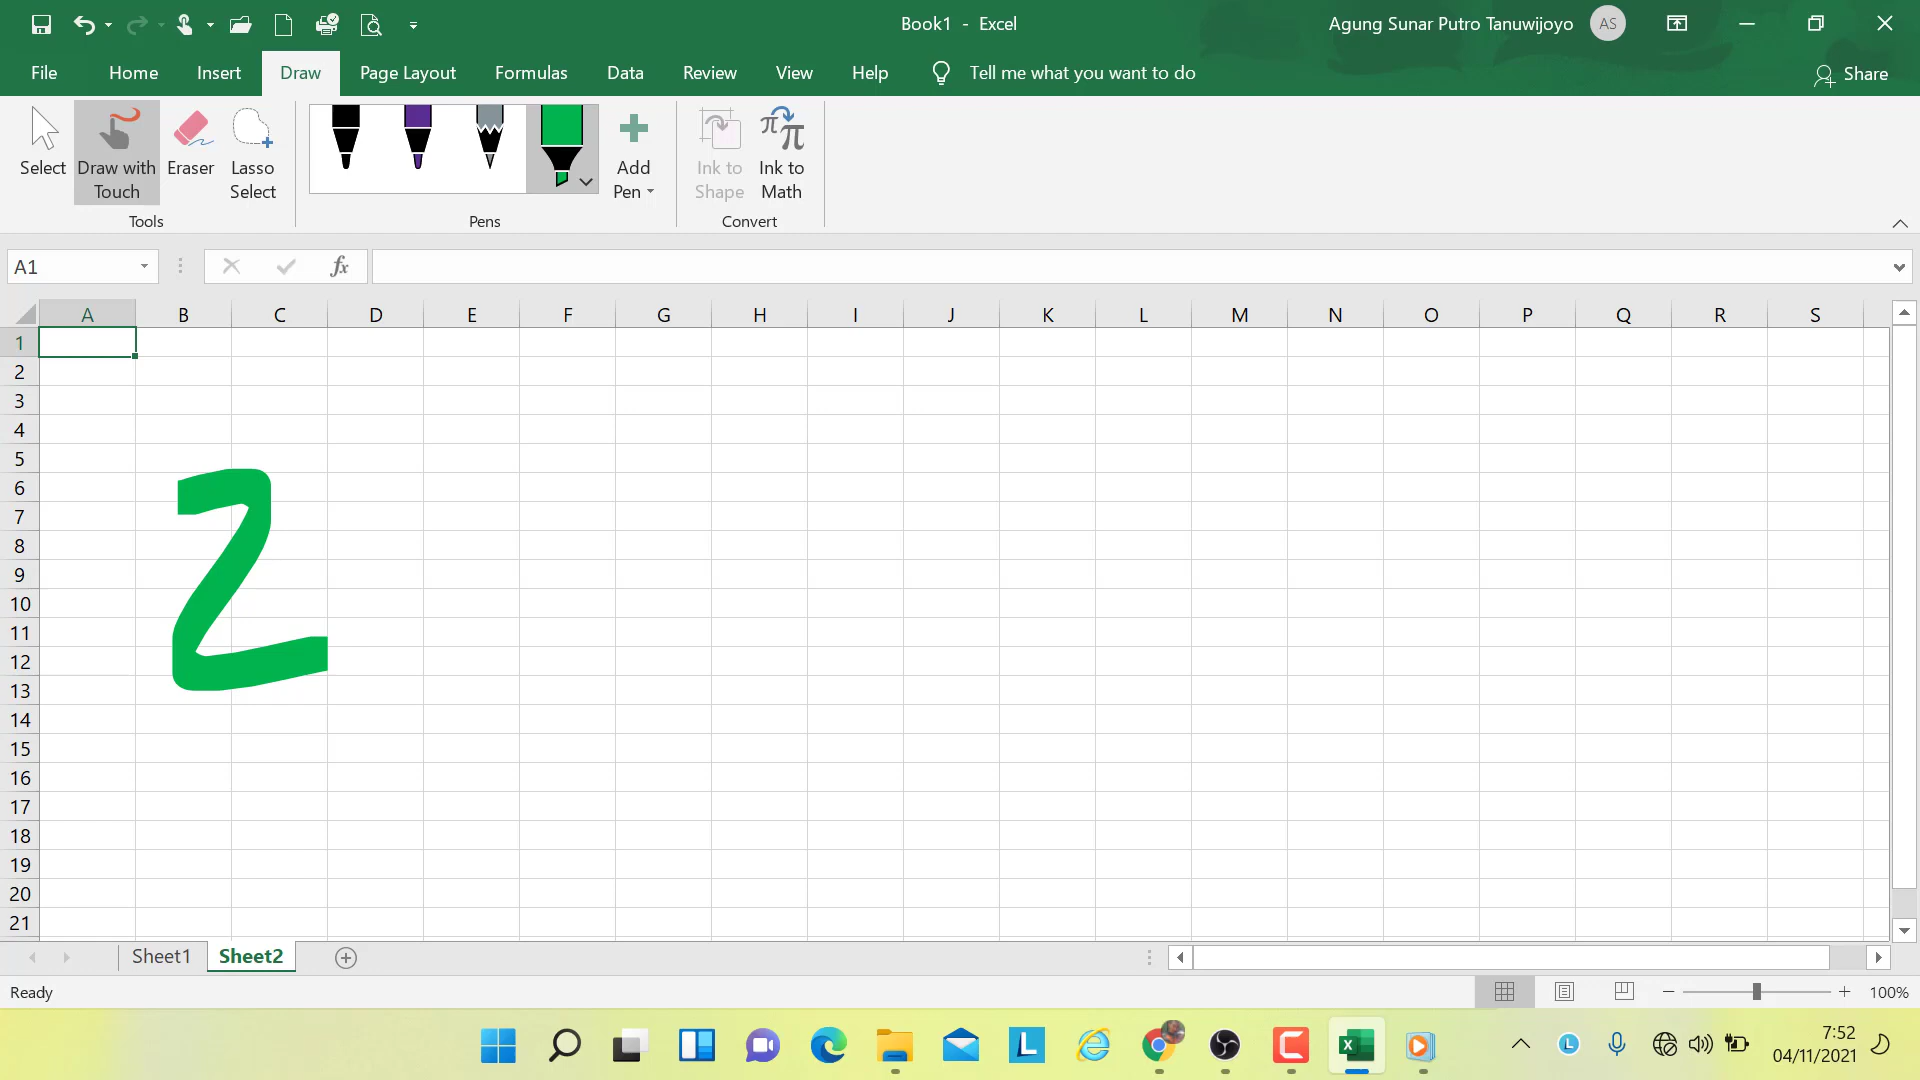 Book1 - Excel
Agung Sunar Putro Tanuwijoyo AS
File Home Insert Draw Page Layout Formulas Data Review View Help Tell me what you want to do Share
Select Draw with Touch Eraser Lasso Select Add Pen Ink to Shape Ink to Math
Tools Pens Convert
A1 fx
A B C D E F G H I J K L M N O P Q R S
1
2
3
4
5
6
7
8
9
10
11
12
13
14
15
16
17
18
19
20
21
2
Sheet1 Sheet2
Ready 100%
7:52
04/11/2021